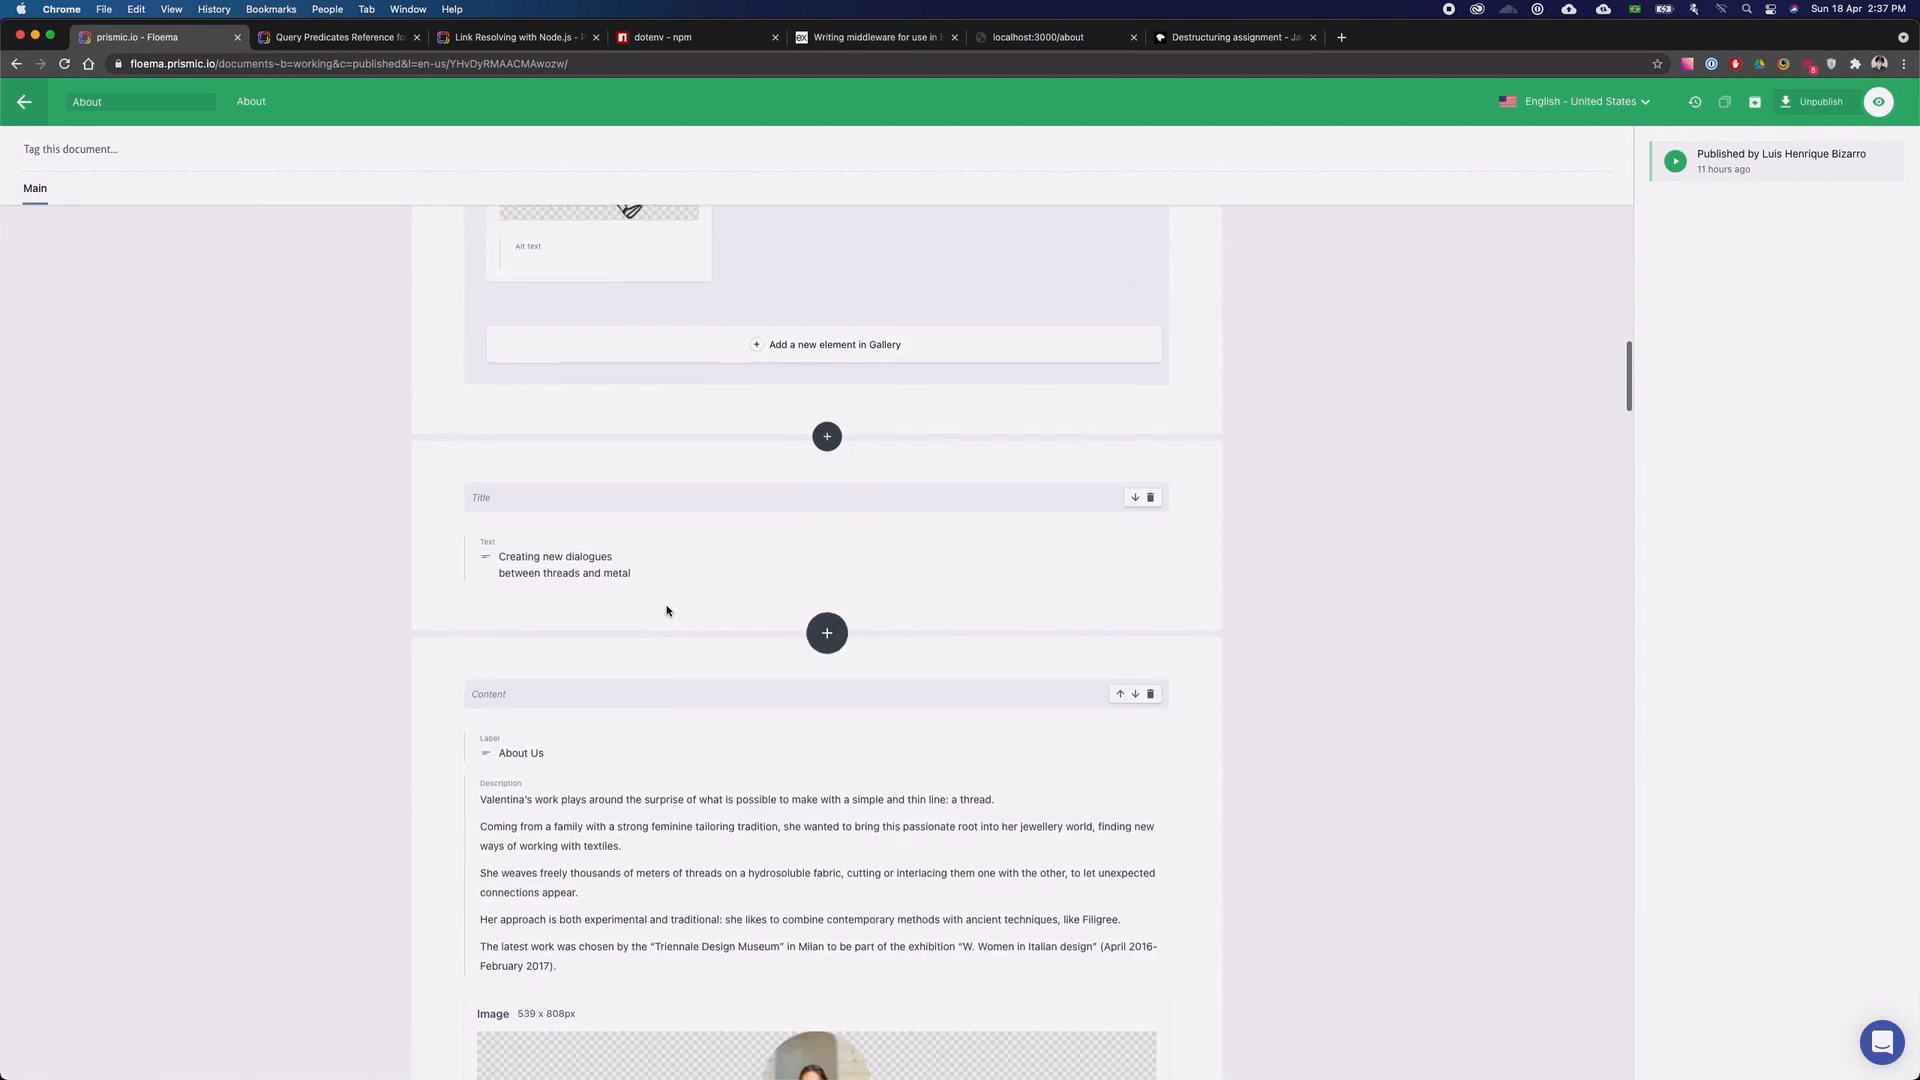 Chrome File Edit View History Bookmarks People Tab Window Help
Sun 18 Apr 2:37 PM
prismic.io - Floema
Query Predicates Reference fo
Link Resolving with Node.js - P
dotenv - npm
Writing middleware for use in E
localhost:3000/about
Destructuring assignment - Ja
floema.prismic.io/documents~b=working&c=published&l=en-us/YHvDyRMAACMAwozw/
6
About
About
English - United States
Unpublish
Tag this document...
Main
Published by Luis Henrique Bizarro
11 hours ago
Alt text
Add a new element in Gallery
Title
Text
Creating new dialogues
between threads and metal
Content
Label
About Us
Description
Valentina's work plays around the surprise of what is possible to make with a simple and thin line: a thread.
Coming from a family with a strong feminine tailoring tradition, she wanted to bring this passionate root into her jewellery world, finding new
ways of working with textiles.
She weaves freely thousands of meters of threads on a hydrosoluble fabric, cutting or interlacing them one with the other, to let unexpected
connections appear.
Her approach is both experimental and traditional: she likes to combine contemporary methods with ancient techniques, like Filigree.
The latest work was chosen by the “Triennale Design Museum” in Milan to be part of the exhibition “W. Women in Italian design” (April 2016-
February 2017).
Image 539 x 808px